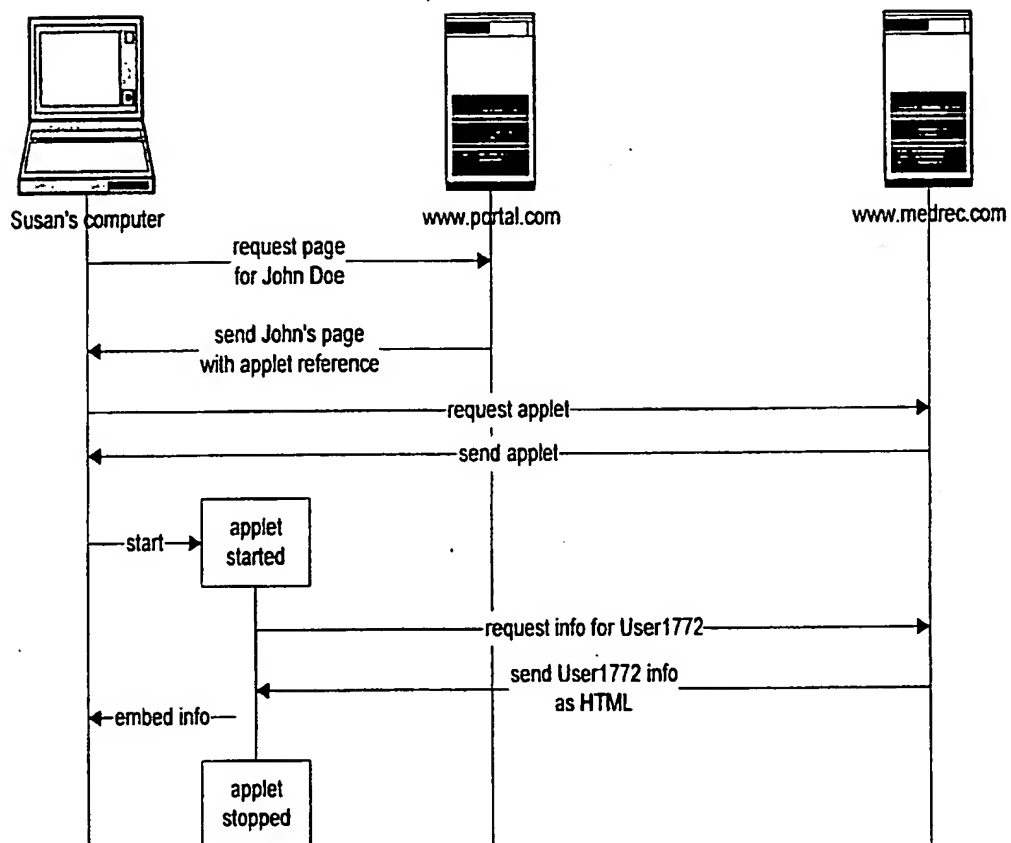 Susan's computer
www.portal.com
www.medrec.com
request page
for John Doe
send John's page
with applet reference
request applet
send applet
start
applet
started
request info for User1772
send User1772 info
as HTML
embed info
applet
stopped